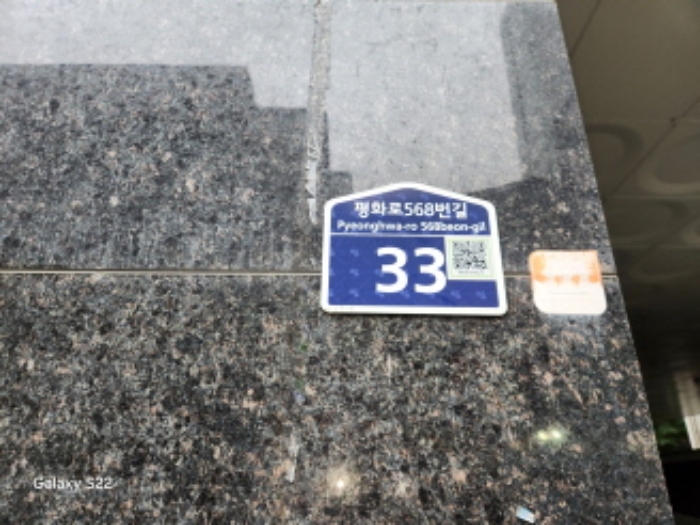 평화로568번길
Pyeonghwa-ro 568beon-gil
33
Galaxy S22